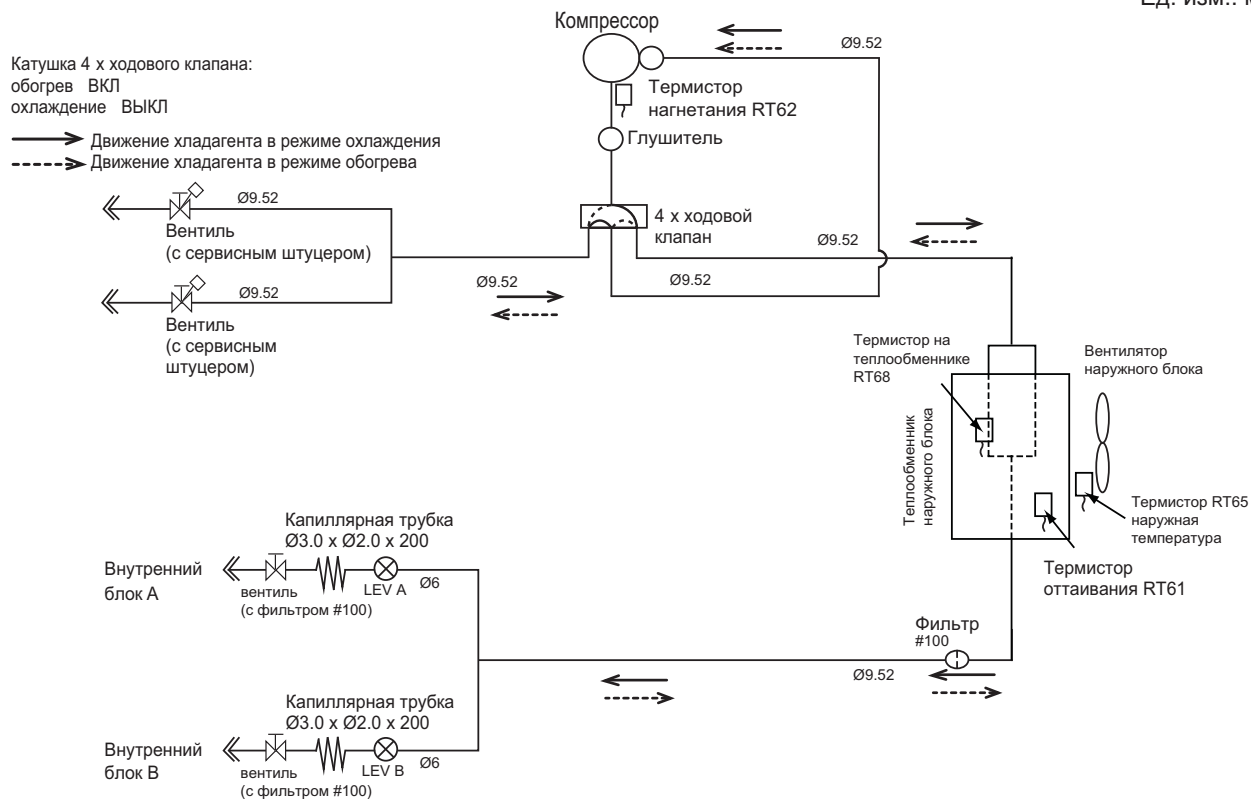 Ед. изм.:
Компрессор
Ø9.52
Катушка 4 х ходового клапана:
обогрев ВКЛ
охлаждение ВЫКЛ
Термистор
нагнетания RT62
Глушитель
Движение хладагента в режиме охлаждения
Движение хладагента в режиме обогрева
Ø9.52
Вентиль
(с сервисным штуцером)
4 х ходовой
клапан
Ø9.52
Ø9.52
Ø9.52
Ø9.52
Вентиль
(с сервисным
штуцером)
Термистор на
теплообменнике
RT68
Вентилятор
наружного блока
Теплообменник
наружного блока
Термистор RT65
наружная
температура
Термистор
оттаивания RT61
Капиллярная трубка
Ø3.0 x Ø2.0 x 200
Внутренний
блок А
вентиль
(с фильтром #100)
LEV A
Ø6
Фильтр
#100
Ø9.52
Капиллярная трубка
Ø3.0 x Ø2.0 x 200
Внутренний
блок В
вентиль
(с фильтром #100)
LEV B
Ø6